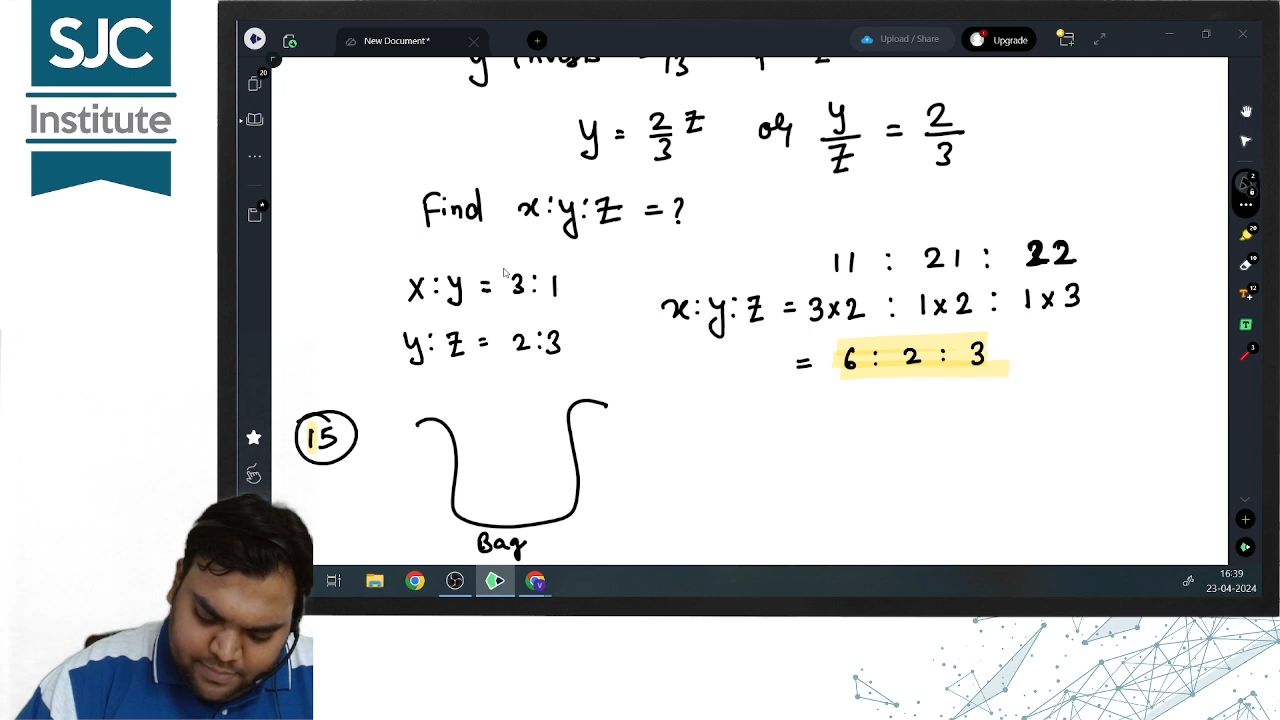 SJC
Institute
New Document*
Upload / Share
Upgrade
y = 2/3 z or y/z = 2/3
Find x:y:z = ?
11 : 21 : 22
x:y = 3:1
x:y:z = 3×2 : 1×2 : 1×3
y:z = 2:3
= 6 : 2 : 3
15
Bag
16:39
23-04-2024